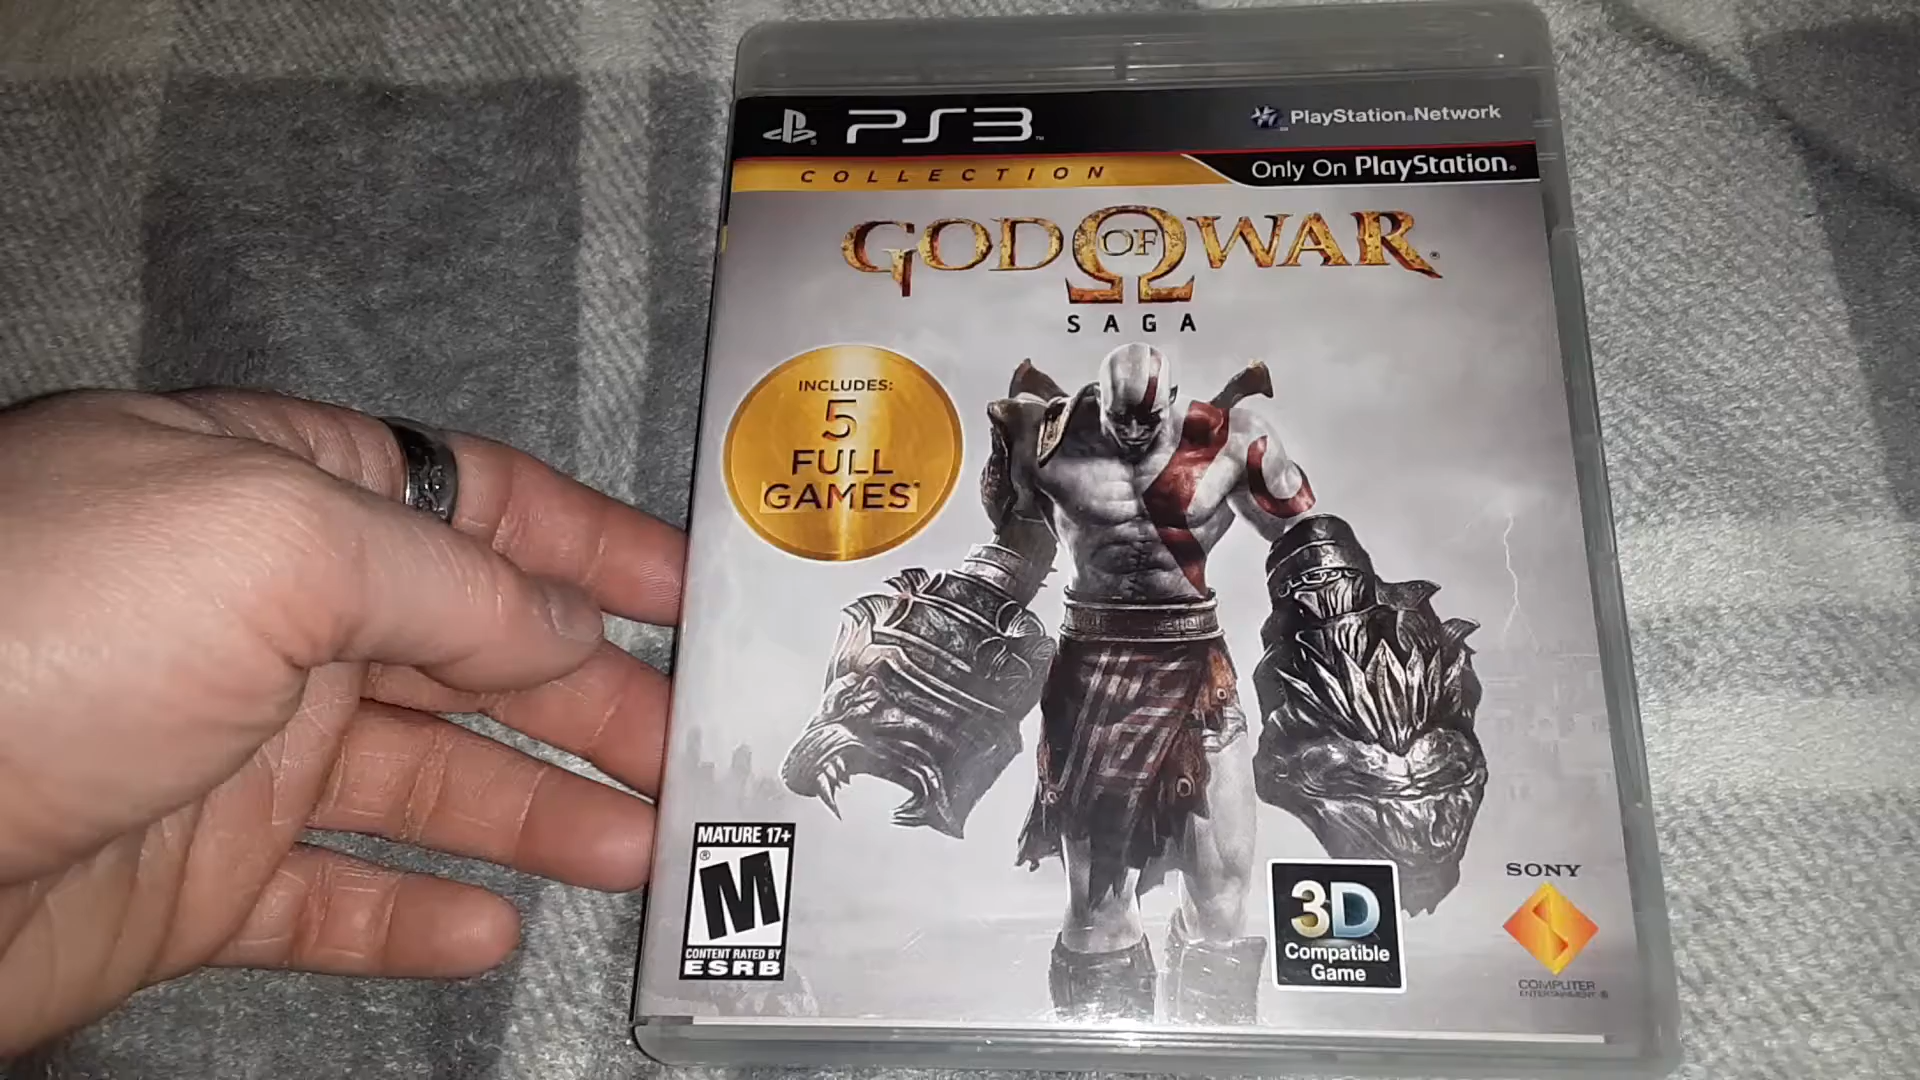 PS3™
PlayStation®Network
COLLECTION
Only On PlayStation®
GOD OF WAR®
SAGA
INCLUDES:
5
FULL
GAMES*
MATURE 17+
M®
CONTENT RATED BY
ESRB
3D
Compatible
Game
SONY
COMPUTER
ENTERTAINMENT®